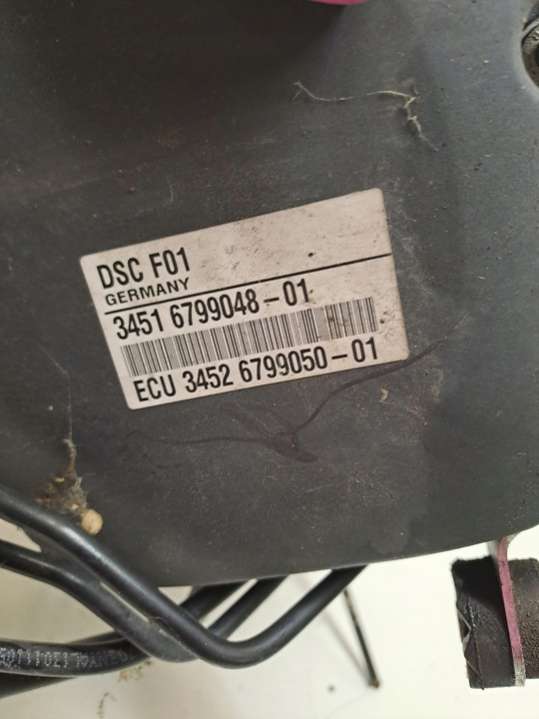 DSC F01
GERMANY
3451 6799048-01
ECU 3452 6799050-01